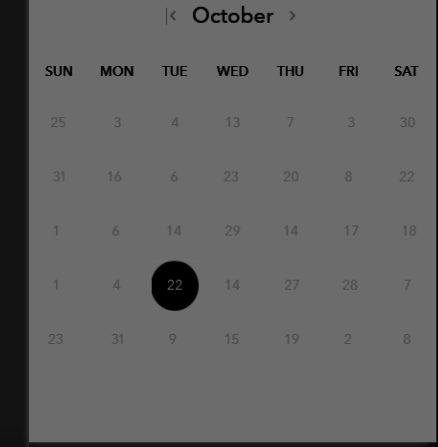 |‹ October ›
SUN MON TUE WED THU FRI SAT
25 3 4 13 7 3 30
31 16 6 23 20 8 22
1 6 14 29 14 17 18
1 4 22 14 27 28 7
23 31 9 15 19 2 8